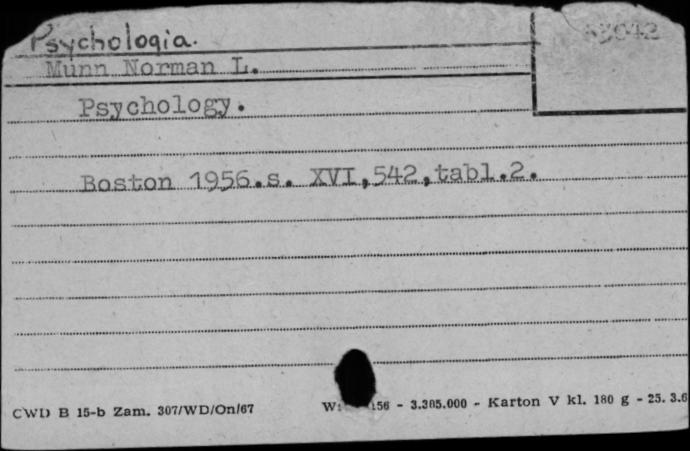 Psychologia.
Munn Norman L.
Psychology.
Boston 1956.s. XVI,542,tabl.2.
CWD B 15-b Zam. 307/WD/On/67 156 - 3.305.000 - Karton V kl. 180 g - 25. 3.6